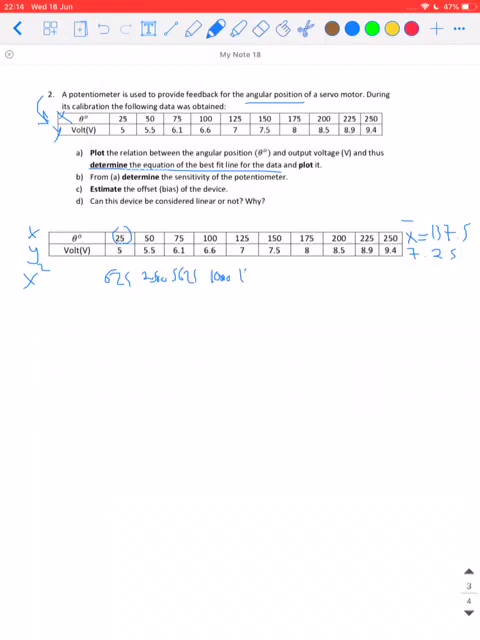 22:14 Wed 16 Jun
47%
My Note 18
2. A potentiometer is used to provide feedback for the angular position of a servo motor. During
its calibration the following data was obtained:
x θ° 25 50 75 100 125 150 175 200 225 250
y Volt(V) 5 5.5 6.1 6.6 7 7.5 8 8.5 8.9 9.4
a) Plot the relation between the angular position (θ°) and output voltage (V) and thus
determine the equation of the best fit line for the data and plot it.
b) From (a) determine the sensitivity of the potentiometer.
c) Estimate the offset (bias) of the device.
d) Can this device be considered linear or not? Why?
x θ° 25 50 75 100 125 150 175 200 225 250 x̄ = 137.5
y Volt(V) 5 5.5 6.1 6.6 7 7.5 8 8.5 8.9 9.4 7.25
x² 625 2500 5625
3
4